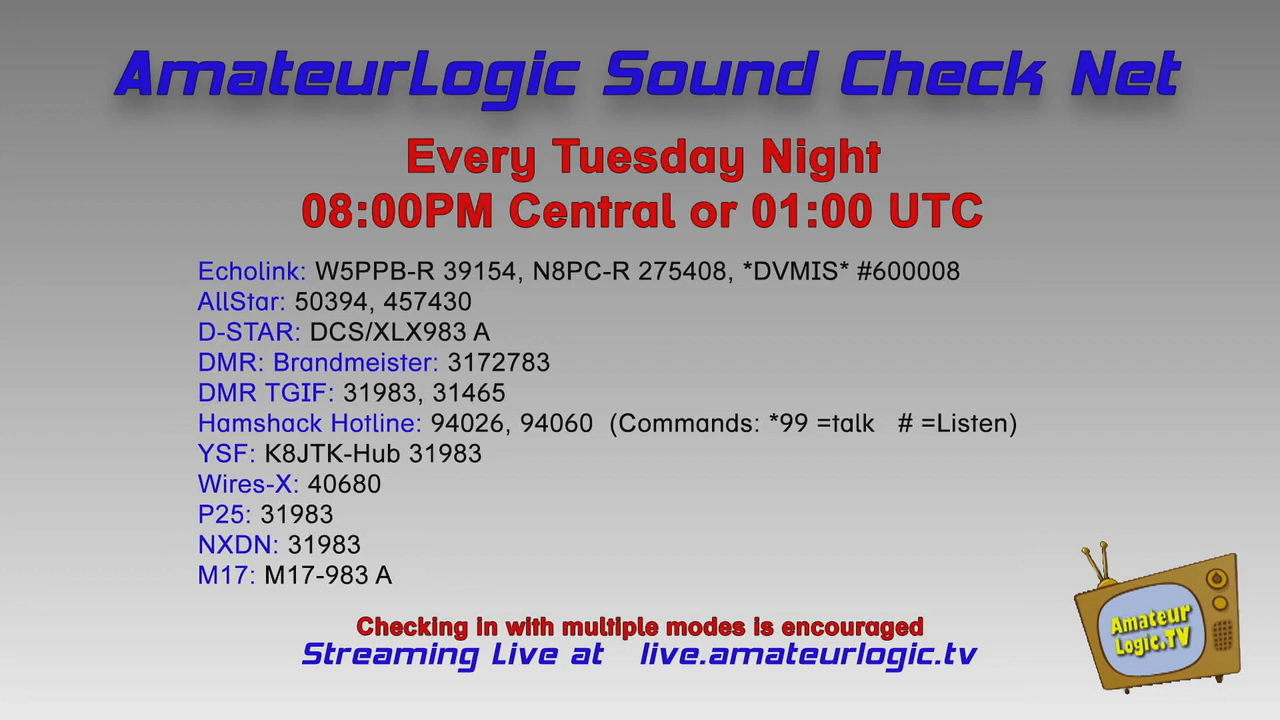 AmateurLogic Sound Check Net
Every Tuesday Night
08:00PM Central or 01:00 UTC
Echolink: W5PPB-R 39154, N8PC-R 275408, *DVMIS* #600008
AllStar: 50394, 457430
D-STAR: DCS/XLX983 A
DMR: Brandmeister: 3172783
DMR TGIF: 31983, 31465
Hamshack Hotline: 94026, 94060 (Commands: *99 =talk # =Listen)
YSF: K8JTK-Hub 31983
Wires-X: 40680
P25: 31983
NXDN: 31983
M17: M17-983 A
Checking in with multiple modes is encouraged
Streaming Live at live.amateurlogic.tv
Amateur
Logic.TV